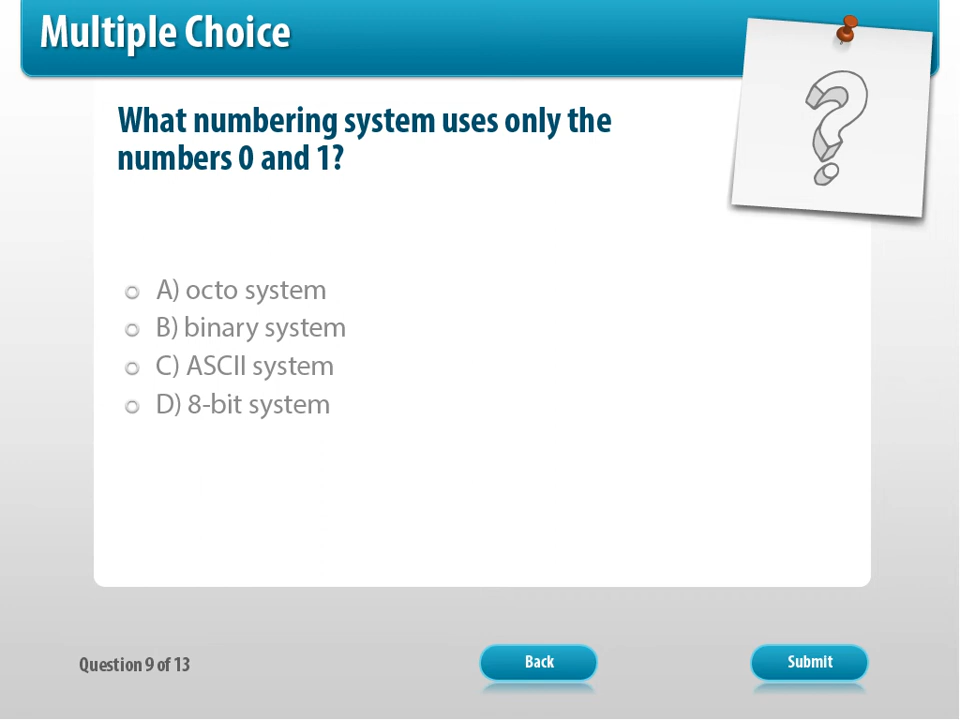 Multiple Choice
What numbering system uses only the
numbers 0 and 1?
A) octo system
B) binary system
C) ASCII system
D) 8-bit system
Question 9 of 13
Back
Submit